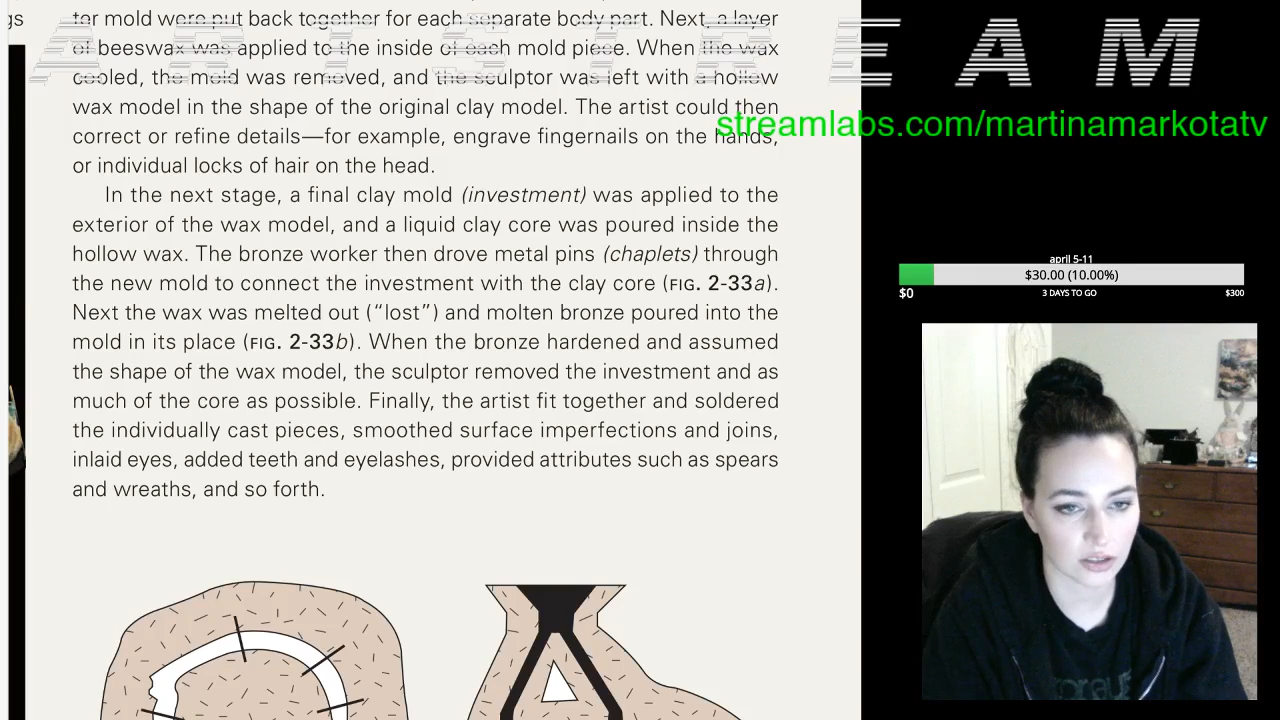 gs
ter mold were put back together for each separate body part. Next, a layer
of beeswax was applied to the inside of each mold piece. When the wax
cooled, the mold was removed, and the sculptor was left with a hollow
wax model in the shape of the original clay model. The artist could then
correct or refine details—for example, engrave fingernails on the hands,
or individual locks of hair on the head.
In the next stage, a final clay mold (investment) was applied to the
exterior of the wax model, and a liquid clay core was poured inside the
hollow wax. The bronze worker then drove metal pins (chaplets) through
the new mold to connect the investment with the clay core (FIG. 2-33a).
Next the wax was melted out (“lost”) and molten bronze poured into the
mold in its place (FIG. 2-33b). When the bronze hardened and assumed
the shape of the wax model, the sculptor removed the investment and as
much of the core as possible. Finally, the artist fit together and soldered
the individually cast pieces, smoothed surface imperfections and joins,
inlaid eyes, added teeth and eyelashes, provided attributes such as spears
and wreaths, and so forth.
ART STREAM
streamlabs.com/martinamarkotatv
april 5-11
$30.00 (10.00%)
$0 3 DAYS TO GO $300